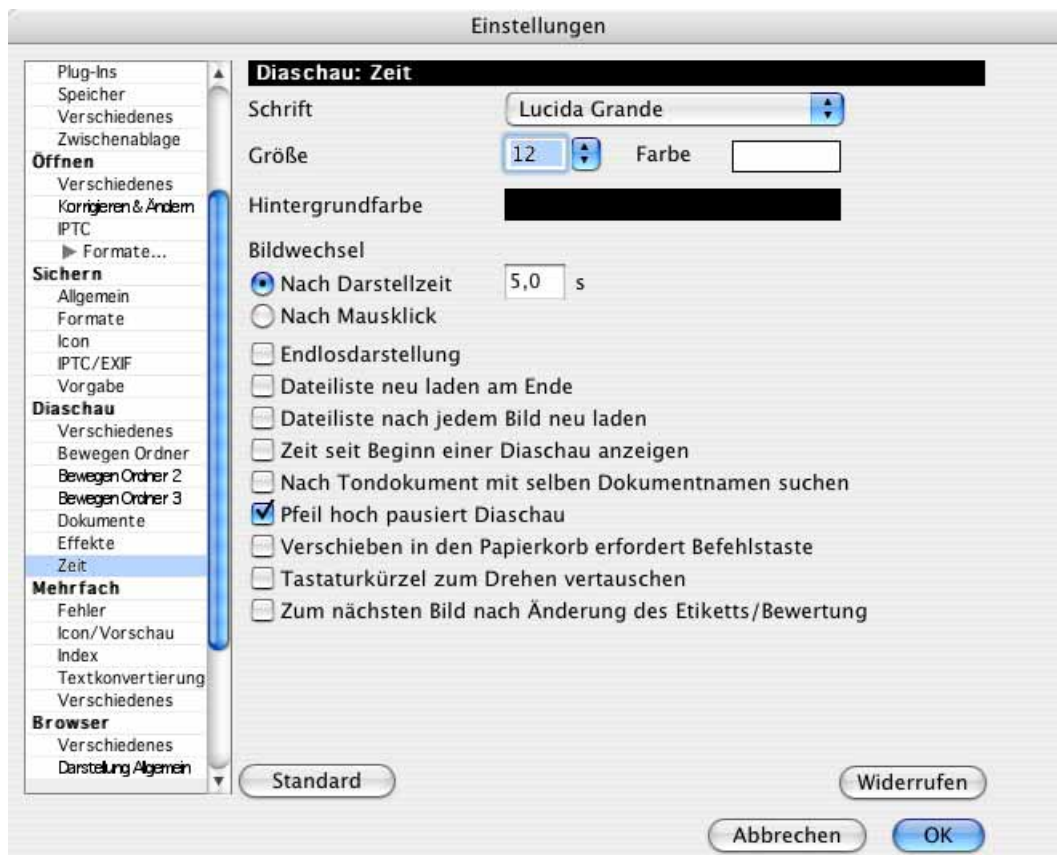 Einstellungen
Plug-Ins
Speicher
Verschiedenes
Zwischenablage
Öffnen
Verschiedenes
Korrigieren & Ändern
IPTC
Formate...
Sichern
Allgemein
Formate
Icon
IPTC/EXIF
Vorgabe
Diaschau
Verschiedenes
Bewegen Ordner
Bewegen Ordner 2
Bewegen Ordner 3
Dokumente
Effekte
Zeit
Mehrfach
Fehler
Icon/Vorschau
Index
Textkonvertierung
Verschiedenes
Browser
Verschiedenes
Darstellung Allgemein
Diaschau: Zeit
Schrift Lucida Grande
Größe 12 Farbe
Hintergrundfarbe
Bildwechsel
Nach Darstellzeit 5,0 s
Nach Mausklick
Endlosdarstellung
Dateiliste neu laden am Ende
Dateiliste nach jedem Bild neu laden
Zeit seit Beginn einer Diaschau anzeigen
Nach Tondokument mit selben Dokumentnamen suchen
Pfeil hoch pausiert Diaschau
Verschieben in den Papierkorb erfordert Befehlstaste
Tastaturkürzel zum Drehen vertauschen
Zum nächsten Bild nach Änderung des Etiketts/Bewertung
Standard Widerrufen
Abbrechen OK